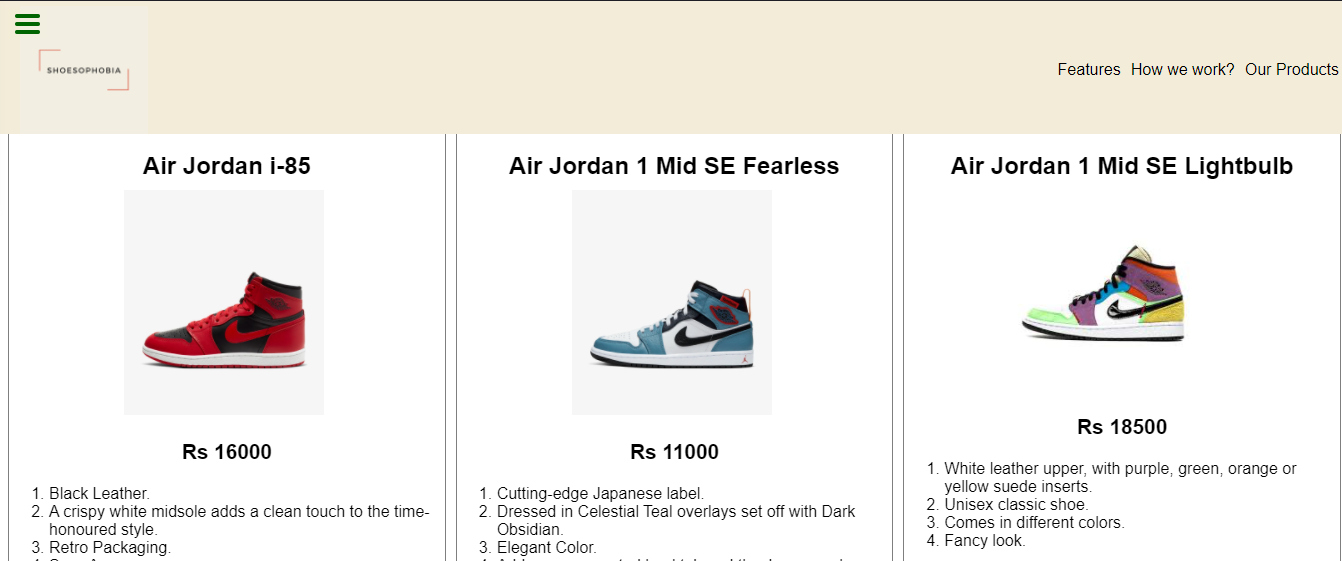 SHOESOPHOBIA
Features How we work? Our Products
Air Jordan i-85
Rs 16000
1. Black Leather.
2. A crispy white midsole adds a clean touch to the time-
honoured style.
3. Retro Packaging.
Air Jordan 1 Mid SE Fearless
Rs 11000
1. Cutting-edge Japanese label.
2. Dressed in Celestial Teal overlays set off with Dark
Obsidian.
3. Elegant Color.
Air Jordan 1 Mid SE Lightbulb
Rs 18500
1. White leather upper, with purple, green, orange or
yellow suede inserts.
2. Unisex classic shoe.
3. Comes in different colors.
4. Fancy look.